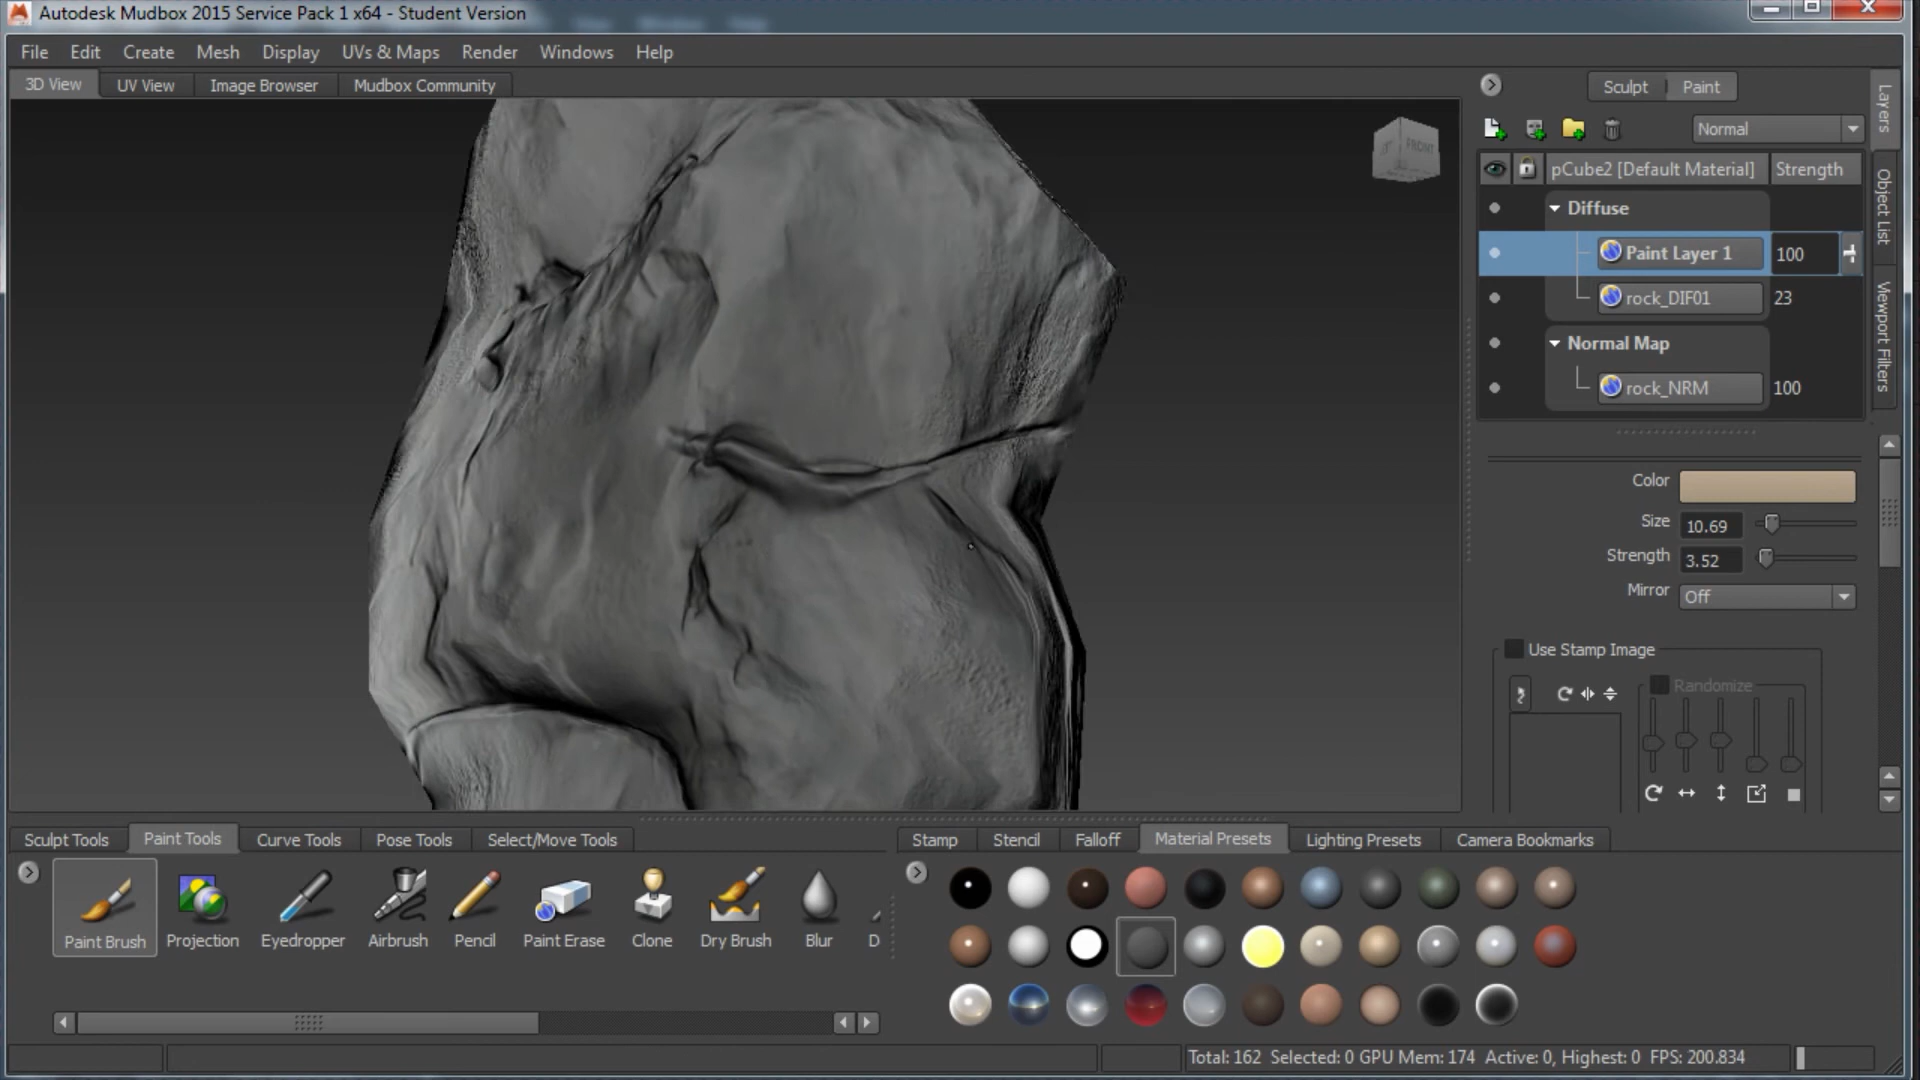 Autodesk Mudbox 2015 Service Pack 1 x64 - Student Version
File Edit Create Mesh Display UVs & Maps Render Windows Help
3D View UV View Image Browser Mudbox Community
Sculpt Paint
Normal
pCube2 [Default Material] Strength
Diffuse
Paint Layer 1 100
rock_DIF01 23
Normal Map
rock_NRM 100
Layers
Object List
Viewport Filters
FRONT
Color
Size 10.69
Strength 3.52
Mirror Off
Use Stamp Image
Randomize
Sculpt Tools Paint Tools Curve Tools Pose Tools Select/Move Tools
Paint Brush Projection Eyedropper Airbrush Pencil Paint Erase Clone Dry Brush Blur D
Stamp Stencil Falloff Material Presets Lighting Presets Camera Bookmarks
Total: 162 Selected: 0 GPU Mem: 174 Active: 0, Highest: 0 FPS: 200.834